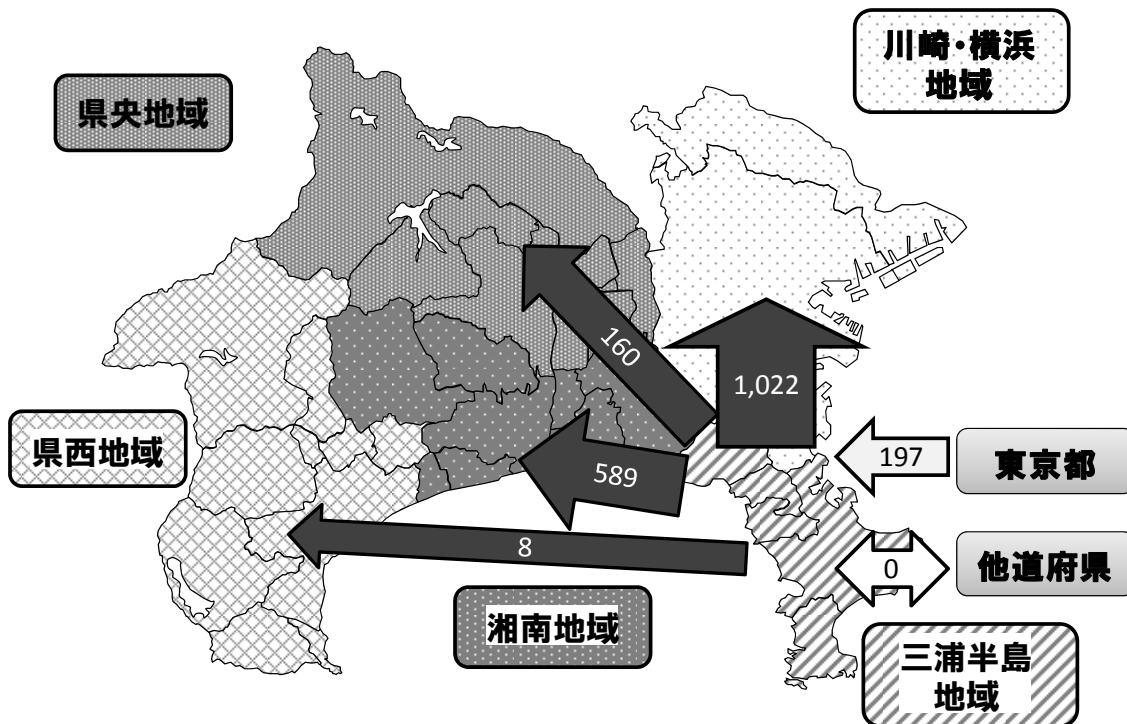 川崎・横浜
地域
県央地域
160
1,022
県西地域
197
東京都
589
8
0
他道府県
湘南地域
三浦半島
地域